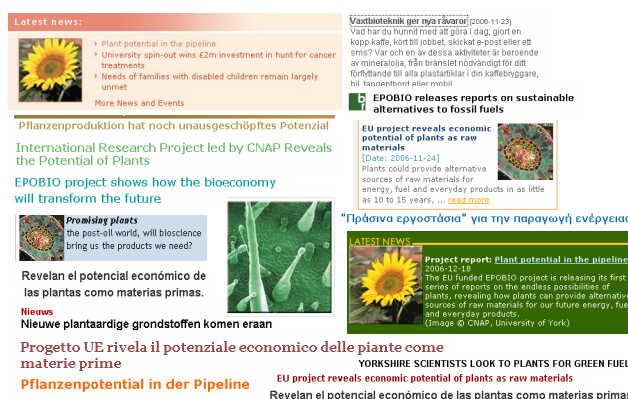 Latest news:
Plant potential in the pipeline
University spin-out wins £2m investment in hunt for cancer
treatments
Needs of families with disabled children remain largely
unmet
More News and Events
Pflanzenproduktion hat noch unausgeschöpftes Potenzial
International Research Project led by CNAP Reveals
the Potential of Plants
EPOBIO project shows how the bioeconomy
will transform the future
Promising plants
the post-oil world, will bioscience
bring us the products we need?
Revelan el potencial económico de
las plantas como materias primas.
Nieuws
Nieuwe plantaardige grondstoffen komen eraan
Progetto UE rivela il potenziale economico delle piante come
materie prime
Pflanzenpotential in der Pipeline
Växtbioteknik ger nya råvaror [2006-11-23]
Vad har du hunnit med att göra i dag; gjort en
kopp kaffe, kört till jobbet, skickat e-post eller ett
sms? Var och en av dessa aktiviteter är beroende
av mineralolja, från bränslet nödvändigt för ditt
förflyttande till alla plastartiklar i din kaffebryggare,
bil, tangentbord eller mobil.
EPOBIO releases reports on sustainable
alternatives to fossil fuels
EU project reveals economic
potential of plants as raw
materials
[Date: 2006-11-24]
Plants could provide alternative
sources of raw materials for
energy, fuel and everyday products in as little
as 10 to 15 years, ... read more
"Πράσινα εργοστάσια" για την παραγωγή ενέργειας
LATEST NEWS
Project report: Plant potential in the pipeline
2006-12-18
The EU funded EPOBIO project is releasing its first
series of reports on the endless possibilities of
plants, revealing how plants can provide alternative
sources of raw materials for our future energy, fuel
and everyday products.
(Image © CNAP, University of York)
YORKSHIRE SCIENTISTS LOOK TO PLANTS FOR GREEN FUEL
EU project reveals economic potential of plants as raw materials
Revelan el potencial económico de las plantas como materias primas